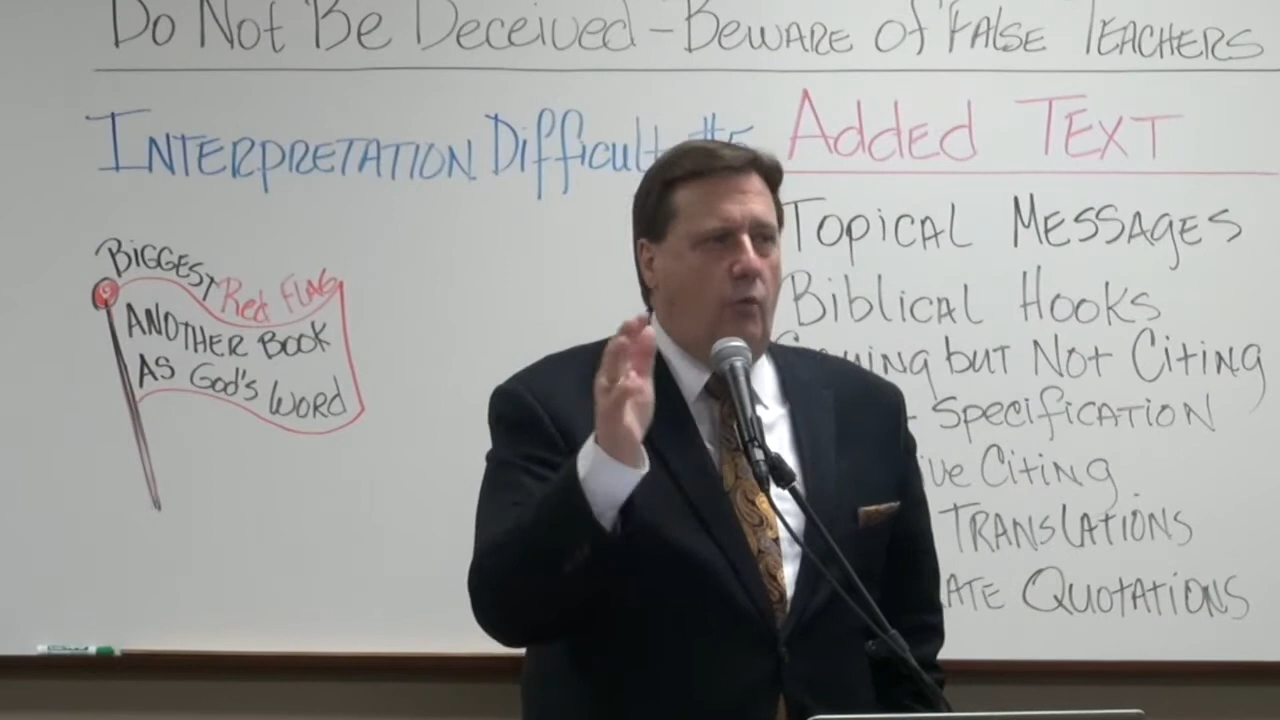 Do Not Be Deceived - Beware of False Teachers
Interpretation
Added Text
Topical Messages
Biblical Hooks
but Not Citing
Specification
Citing
Translations
Quotations
Biggest Red Flag
Another Book
As God's Word